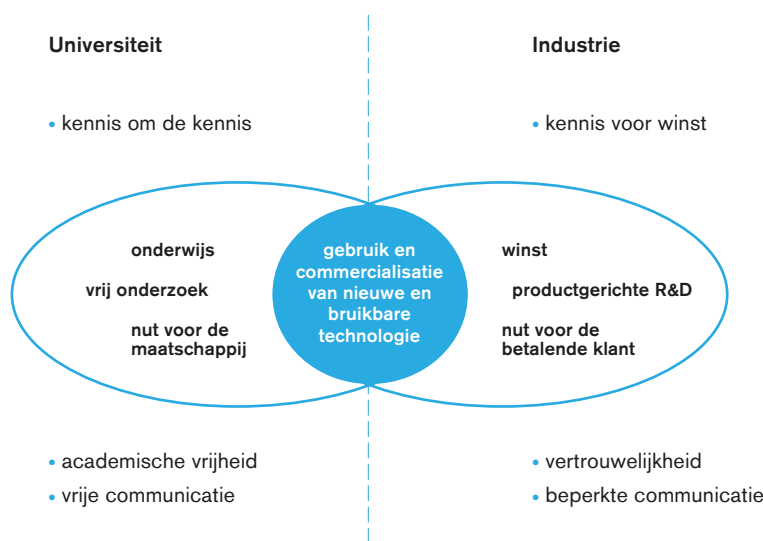 Universiteit
Industrie
• kennis om de kennis
• kennis voor winst
onderwijs
vrij onderzoek
nut voor de
maatschappij
gebruik en
commercialisatie
van nieuwe en
bruikbare
technologie
winst
productgerichte R&D
nut voor de
betalende klant
• academische vrijheid
• vrije communicatie
• vertrouwelijkheid
• beperkte communicatie